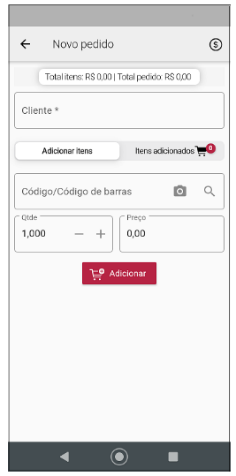 Novo pedido
Total itens: R$ 0,00 | Total pedido: R$ 0,00
Cliente *
Adicionar itens
Itens adicionados 0
Código/Código de barras
Qtde
Preço
1,000 − +
0,00
Adicionar